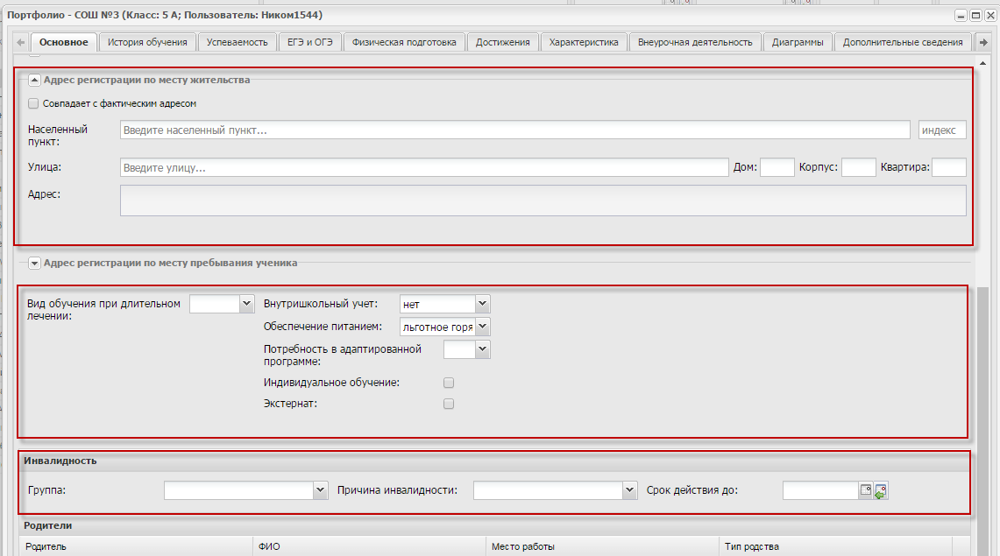 Портфолио - СОШ №3 (Класс: 5 А; Пользователь: Ником1544)
Основное История обучения Успеваемость ЕГЭ и ОГЭ Физическая подготовка Достижения Характеристика Внеурочная деятельность Диаграммы Дополнительные сведения
Адрес регистрации по месту жительства
Совпадает с фактическим адресом
Населенный пункт: Введите населенный пункт... индекс
Улица: Введите улицу... Дом: Корпус: Квартира:
Адрес:
Адрес регистрации по месту пребывания ученика
Вид обучения при длительном лечении: Внутришкольный учет: нет
Обеспечение питанием: льготное горя
Потребность в адаптированной программе:
Индивидуальное обучение:
Экстернат:
Инвалидность
Группа: Причина инвалидности: Срок действия до:
Родители
Родитель ФИО Место работы Тип родства